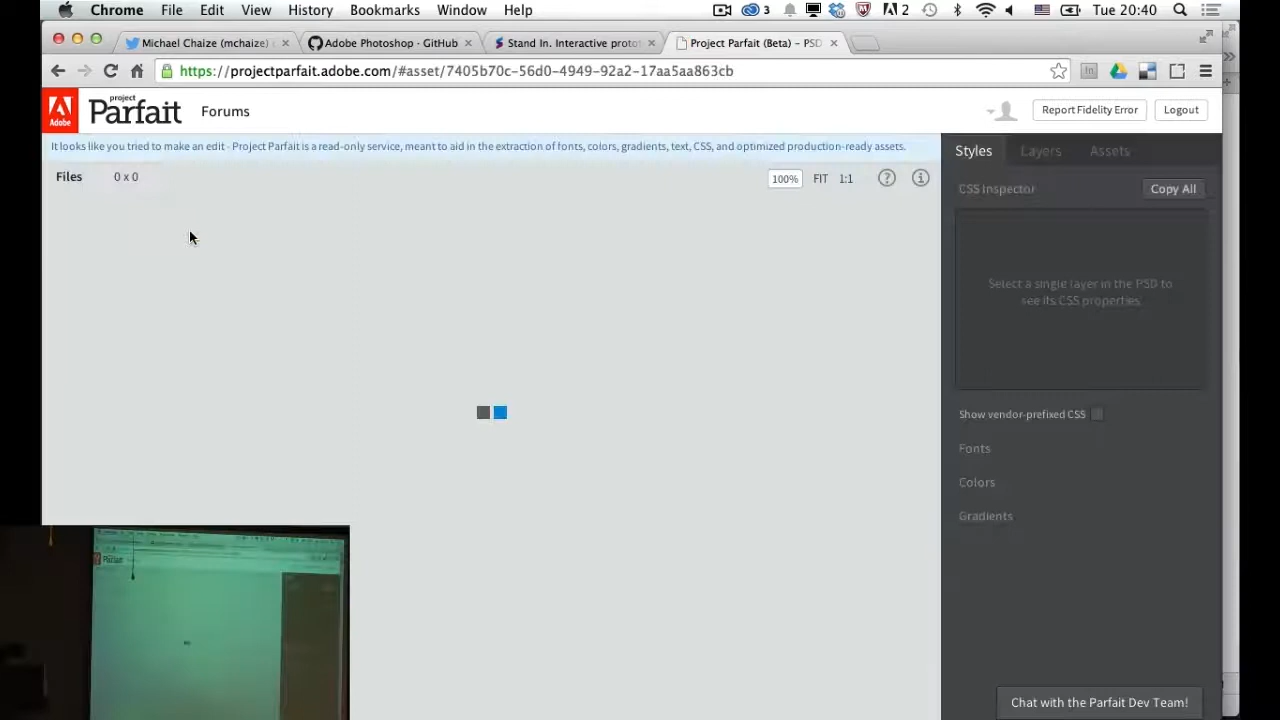 Chrome File Edit View History Bookmarks Window Help 3 2 Tue 20:40
Michael Chaize (mchaize) Adobe Photoshop · GitHub Stand In. Interactive proto Project Parfait (Beta) – PSD
https://projectparfait.adobe.com/#asset/7405b70c-56d0-4949-92a2-17aa5aa863cb
Adobe project Parfait Forums Report Fidelity Error Logout
It looks like you tried to make an edit - Project Parfait is a read-only service, meant to aid in the extraction of fonts, colors, gradients, text, CSS, and optimized production-ready assets.
Files 0 x 0 100% FIT 1:1
Styles Layers Assets
CSS Inspector Copy All
Select a single layer in the PSD to
see its CSS properties.
Show vendor-prefixed CSS
Fonts
Colors
Gradients
Chat with the Parfait Dev Team!
Parfait